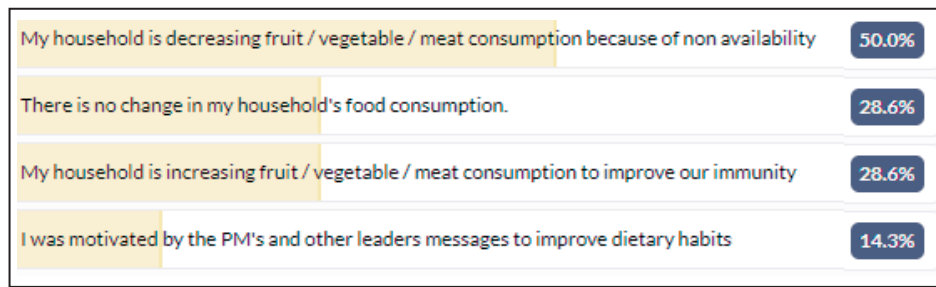 My household is decreasing fruit / vegetable / meat consumption because of non availability 50.0%
There is no change in my household's food consumption. 28.6%
My household is increasing fruit / vegetable / meat consumption to improve our immunity 28.6%
I was motivated by the PM's and other leaders messages to improve dietary habits 14.3%